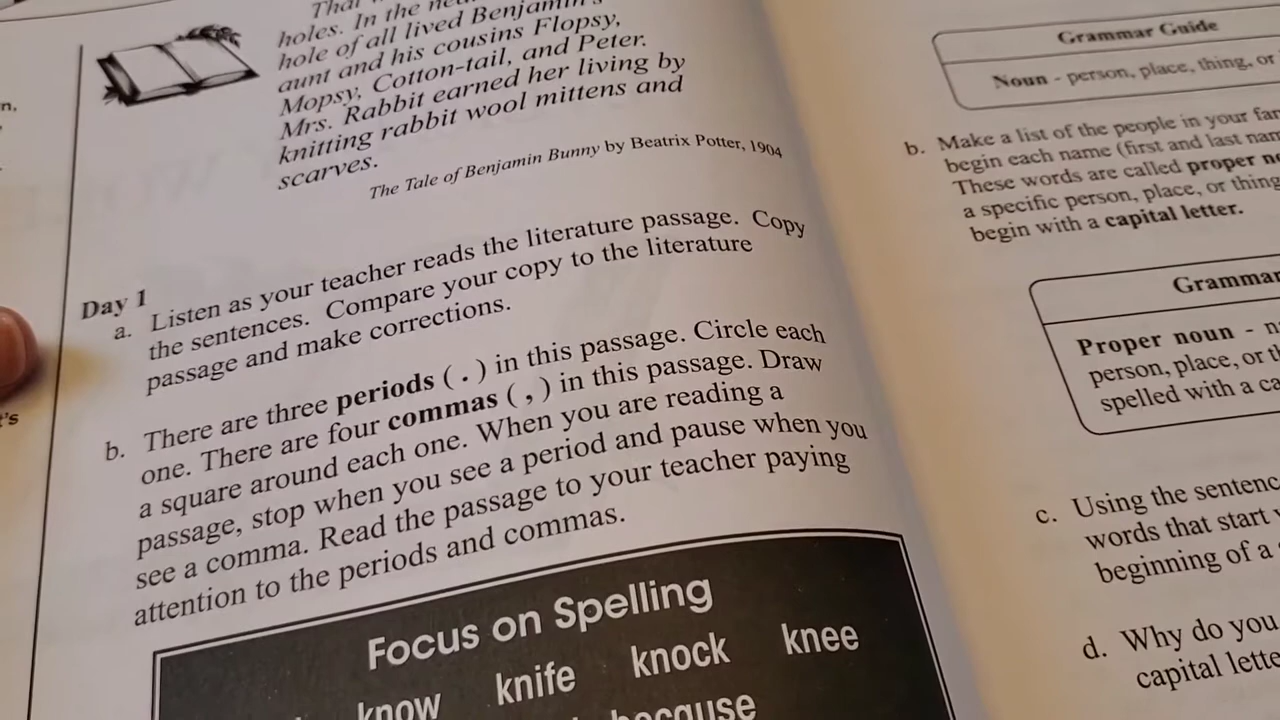 That
holes. In the
hole of all lived Benjamin's
aunt and his cousins Flopsy,
Mopsy, Cotton-tail, and Peter.
Mrs. Rabbit earned her living by
knitting rabbit wool mittens and
scarves.
The Tale of Benjamin Bunny by Beatrix Potter, 1904
Day 1
a. Listen as your teacher reads the literature passage. Copy
the sentences. Compare your copy to the literature
passage and make corrections.
b. There are three periods ( . ) in this passage. Circle each
one. There are four commas ( , ) in this passage. Draw
a square around each one. When you are reading a
passage, stop when you see a period and pause when you
see a comma. Read the passage to your teacher paying
attention to the periods and commas.
Focus on Spelling
know knife knock knee
because
Grammar Guide
Noun - person, place, thing, or
b. Make a list of the people in your
begin each name (first and last
These words are called proper
a specific person, place, or thing
begin with a capital letter.
Proper noun -
person, place, or
spelled with a
c. Using the
words that start
beginning of a
d. Why do you
capital